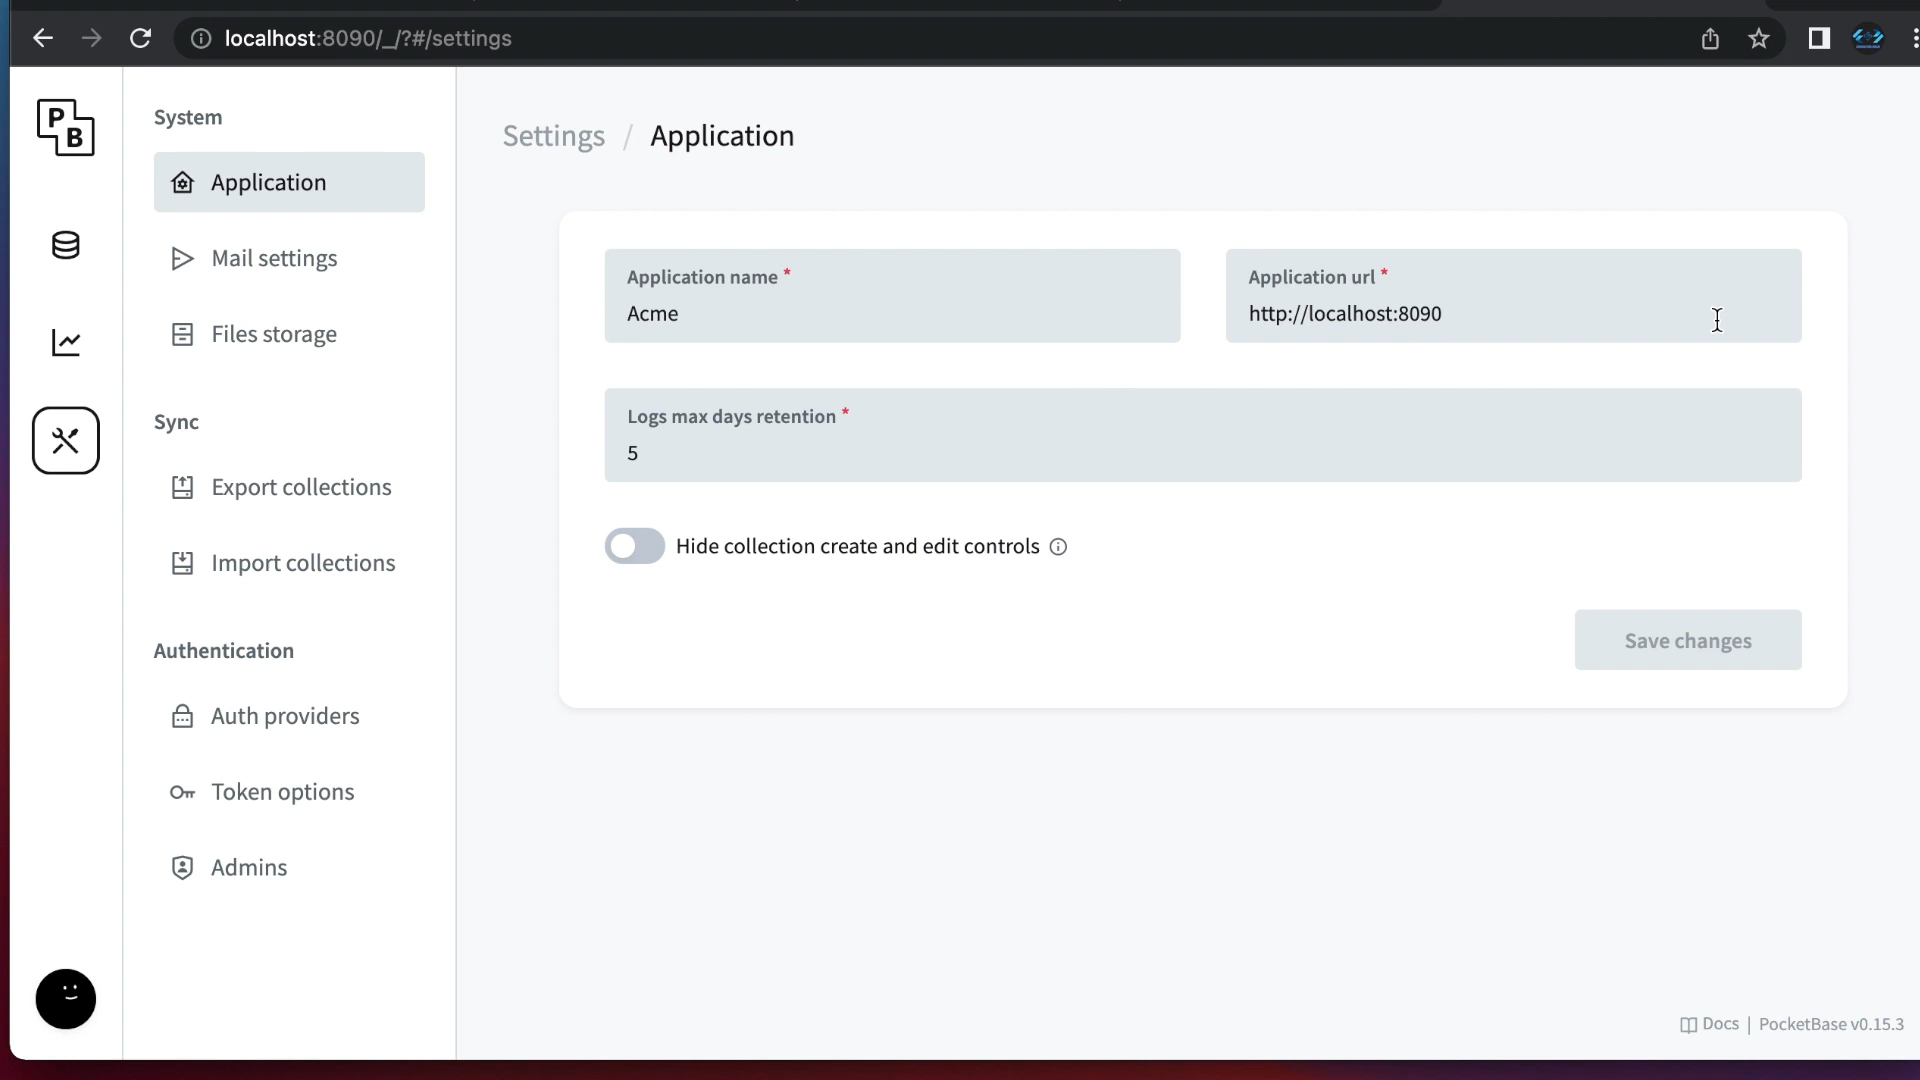 localhost:8090/_/?#/settings
P
B
System
Application
Mail settings
Files storage
Sync
Export collections
Import collections
Authentication
Auth providers
Token options
Admins
Settings / Application
Application name *
Acme
Application url *
http://localhost:8090
Logs max days retention *
5
Hide collection create and edit controls
Save changes
Docs | PocketBase v0.15.3